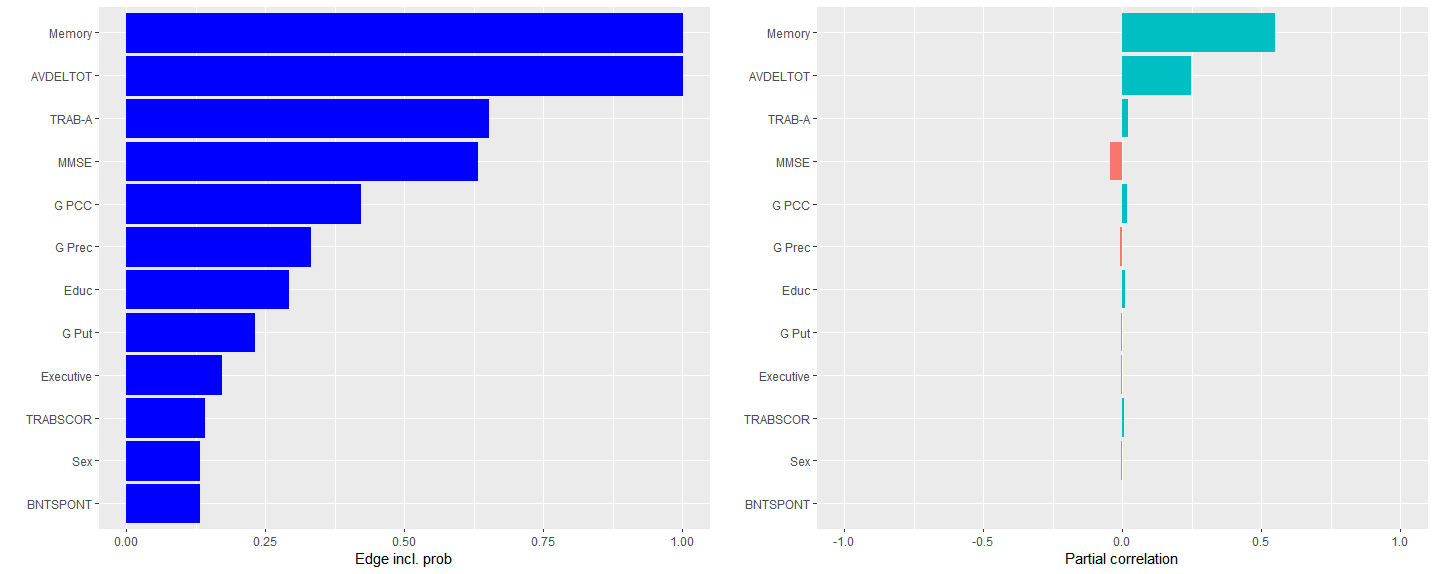 Memory
AVDELTOT
TRAB-A
MMSE
G PCC
G Prec
Educ
G Put
Executive
TRABSCOR
Sex
BNTSPONT
0.00 0.25 0.50 0.75 1.00
Edge incl. prob
Memory
AVDELTOT
TRAB-A
MMSE
G PCC
G Prec
Educ
G Put
Executive
TRABSCOR
Sex
BNTSPONT
-1.0 -0.5 0.0 0.5 1.0
Partial correlation